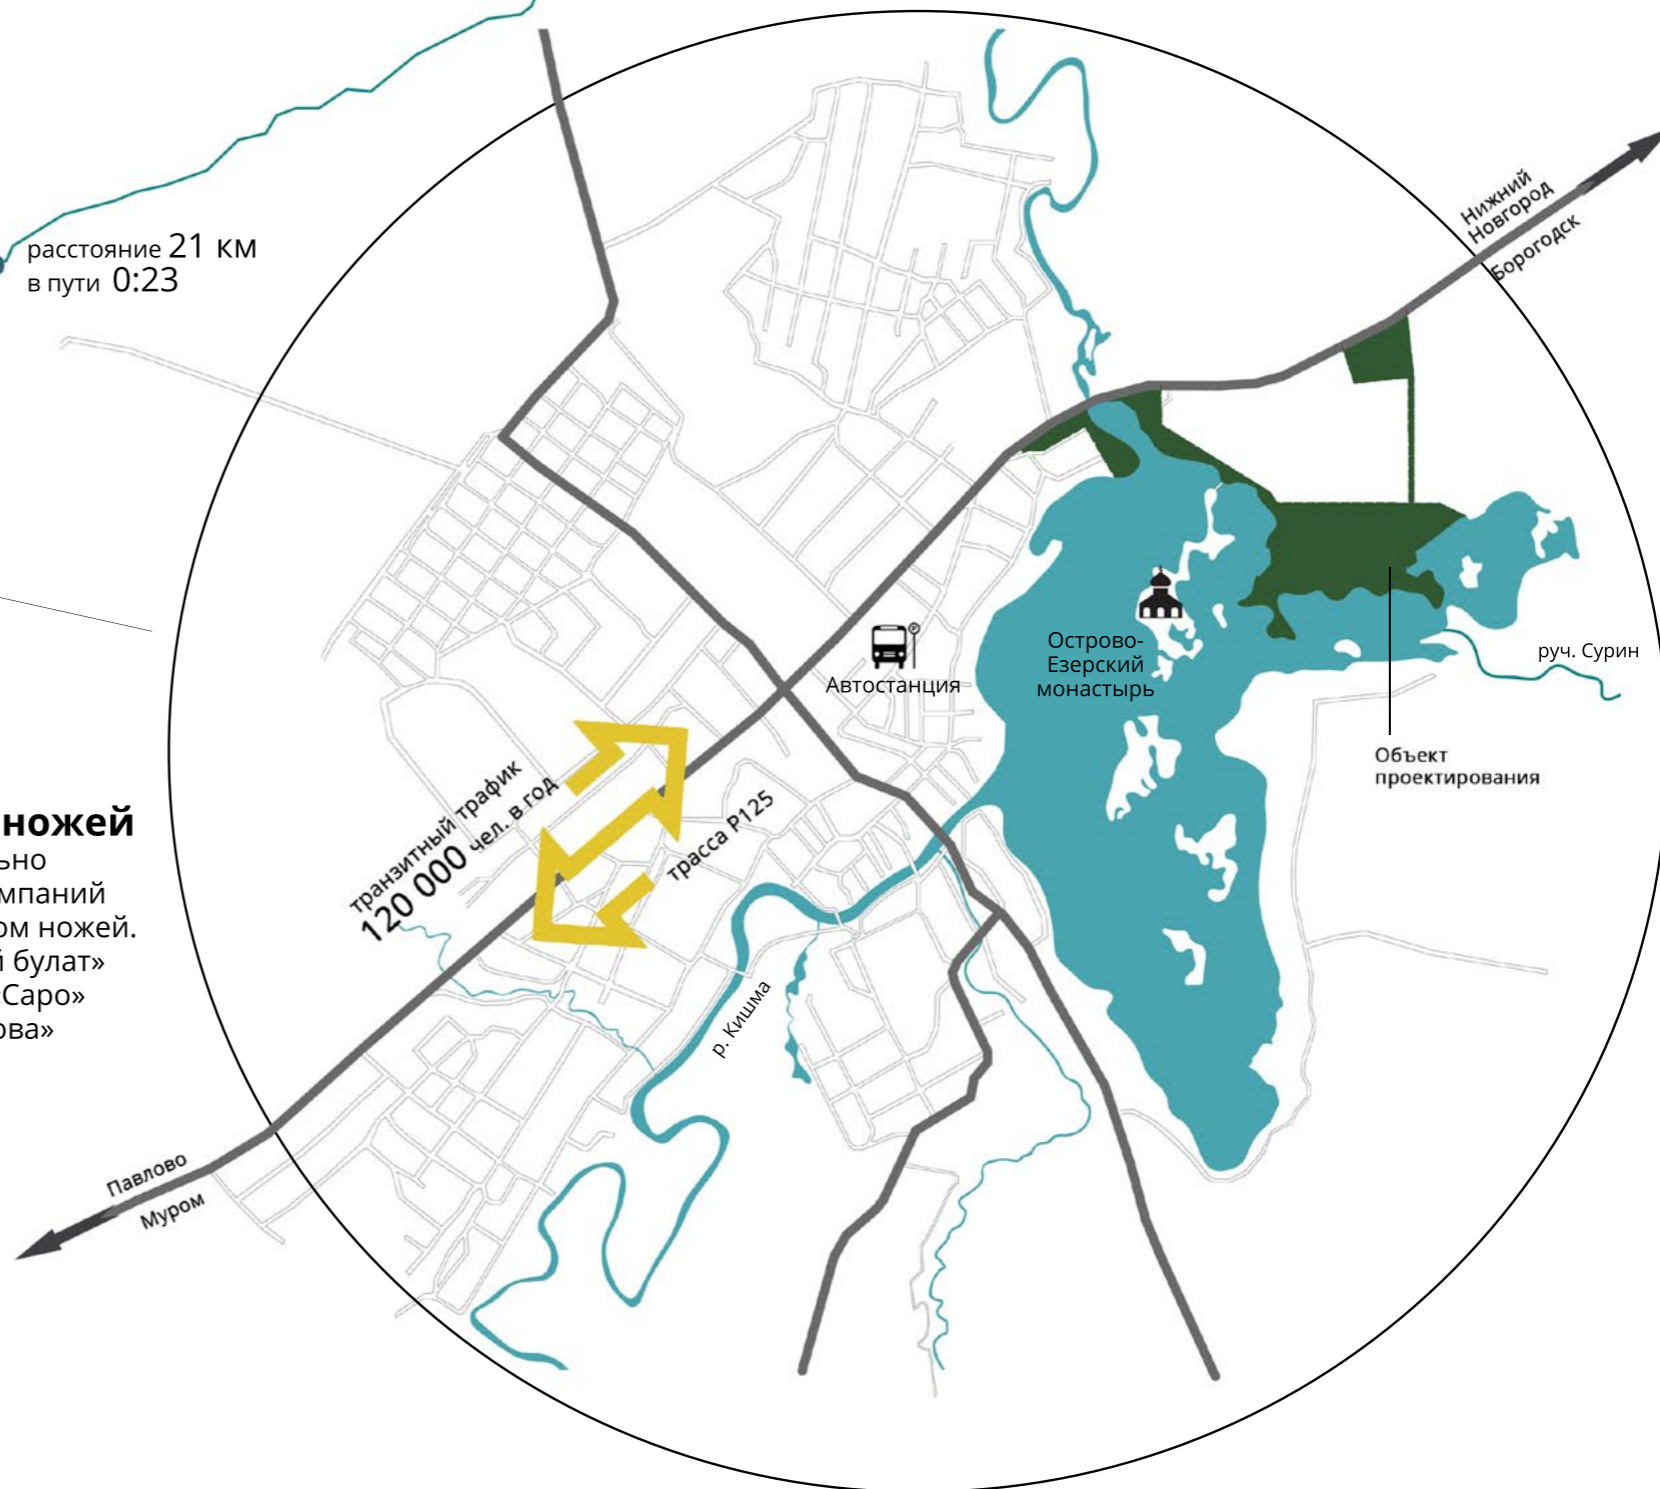 расстояние 21 км
в пути 0:23
Нижний
Новгород
Борогодск
руч. Сурин
Острово-
Езерский
монастырь
Автостанция
Объект
проектирования
транзитный трафик
120 000 чел. в год
трасса Р125
ножей
ьно
мпаний
ом ножей.
й булат»
«Саро»
ова»
р. Кишма
Павлово
Муром